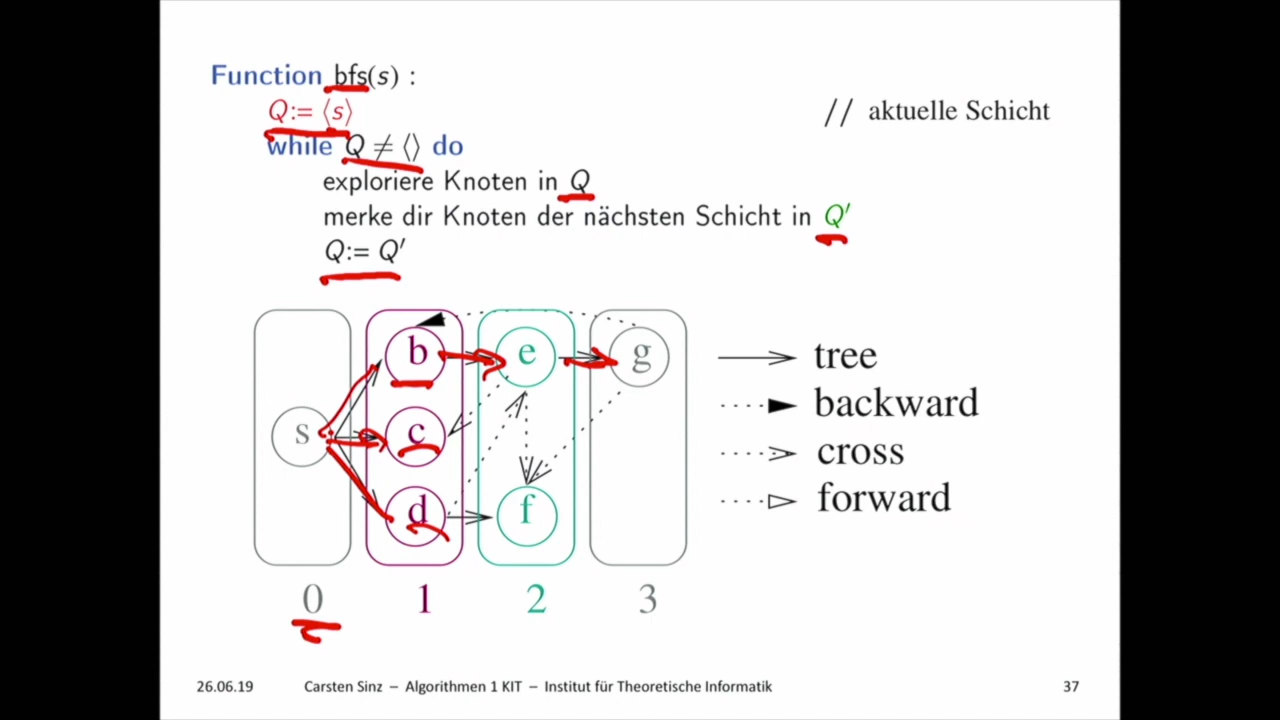 Function bfs(s) :
Q:= ⟨s⟩ // aktuelle Schicht
while Q ≠ ⟨⟩ do
exploriere Knoten in Q
merke dir Knoten der nächsten Schicht in Q′
Q:= Q′
b e g
s c
d f
0 1 2 3
tree
backward
cross
forward
26.06.19 Carsten Sinz – Algorithmen 1 KIT – Institut für Theoretische Informatik 37